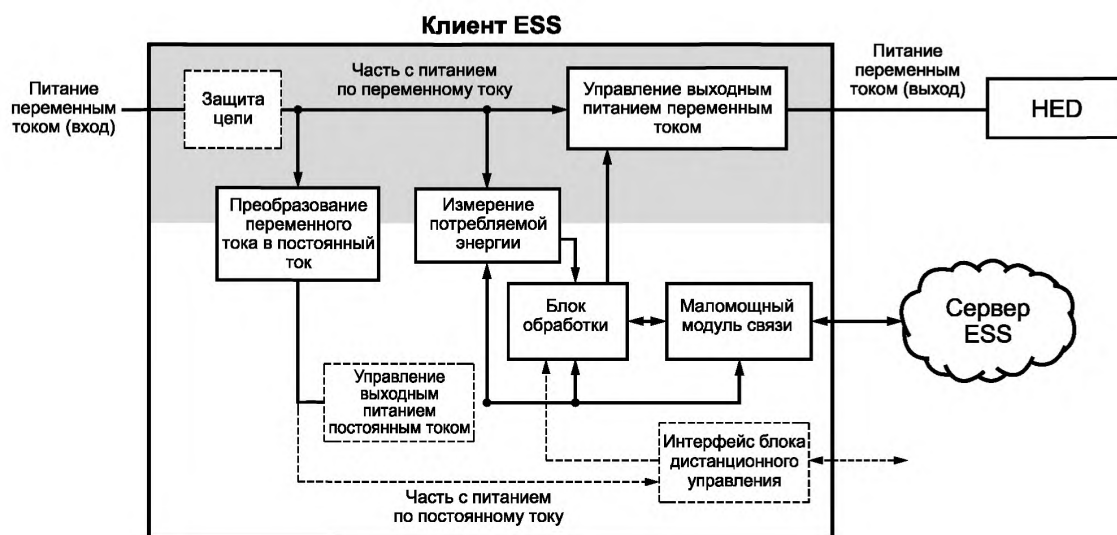 Клиент ESS
Питание
переменным
током (вход)
Защита
цепи
Часть с питанием
по переменному току
Управление выходным
питанием переменным
током
Питание
переменным
током (выход)
HED
Преобразование
переменного
тока в постоянный
ток
Измерение
потребляемой
энергии
Блок
обработки
Маломощный
модуль связи
Сервер
ESS
Управление
выходным
питанием
постоянным током
Интерфейс блока
дистанционного
управления
Часть с питанием
по постоянному току